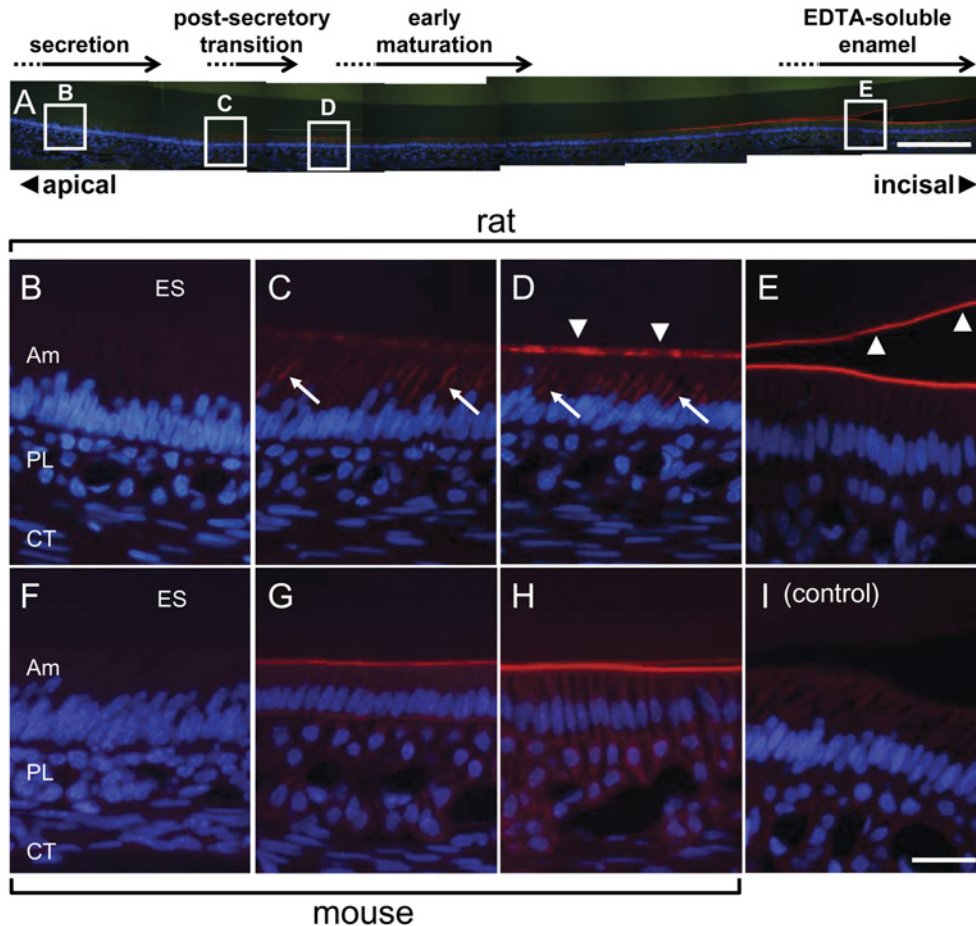 secretion
post-secretory
transition
early
maturation
EDTA-soluble
enamel
A
B
C
D
E
◄apical
incisal►
rat
B
ES
Am
PL
CT
C
D
E
F
ES
Am
PL
CT
G
H
I (control)
mouse